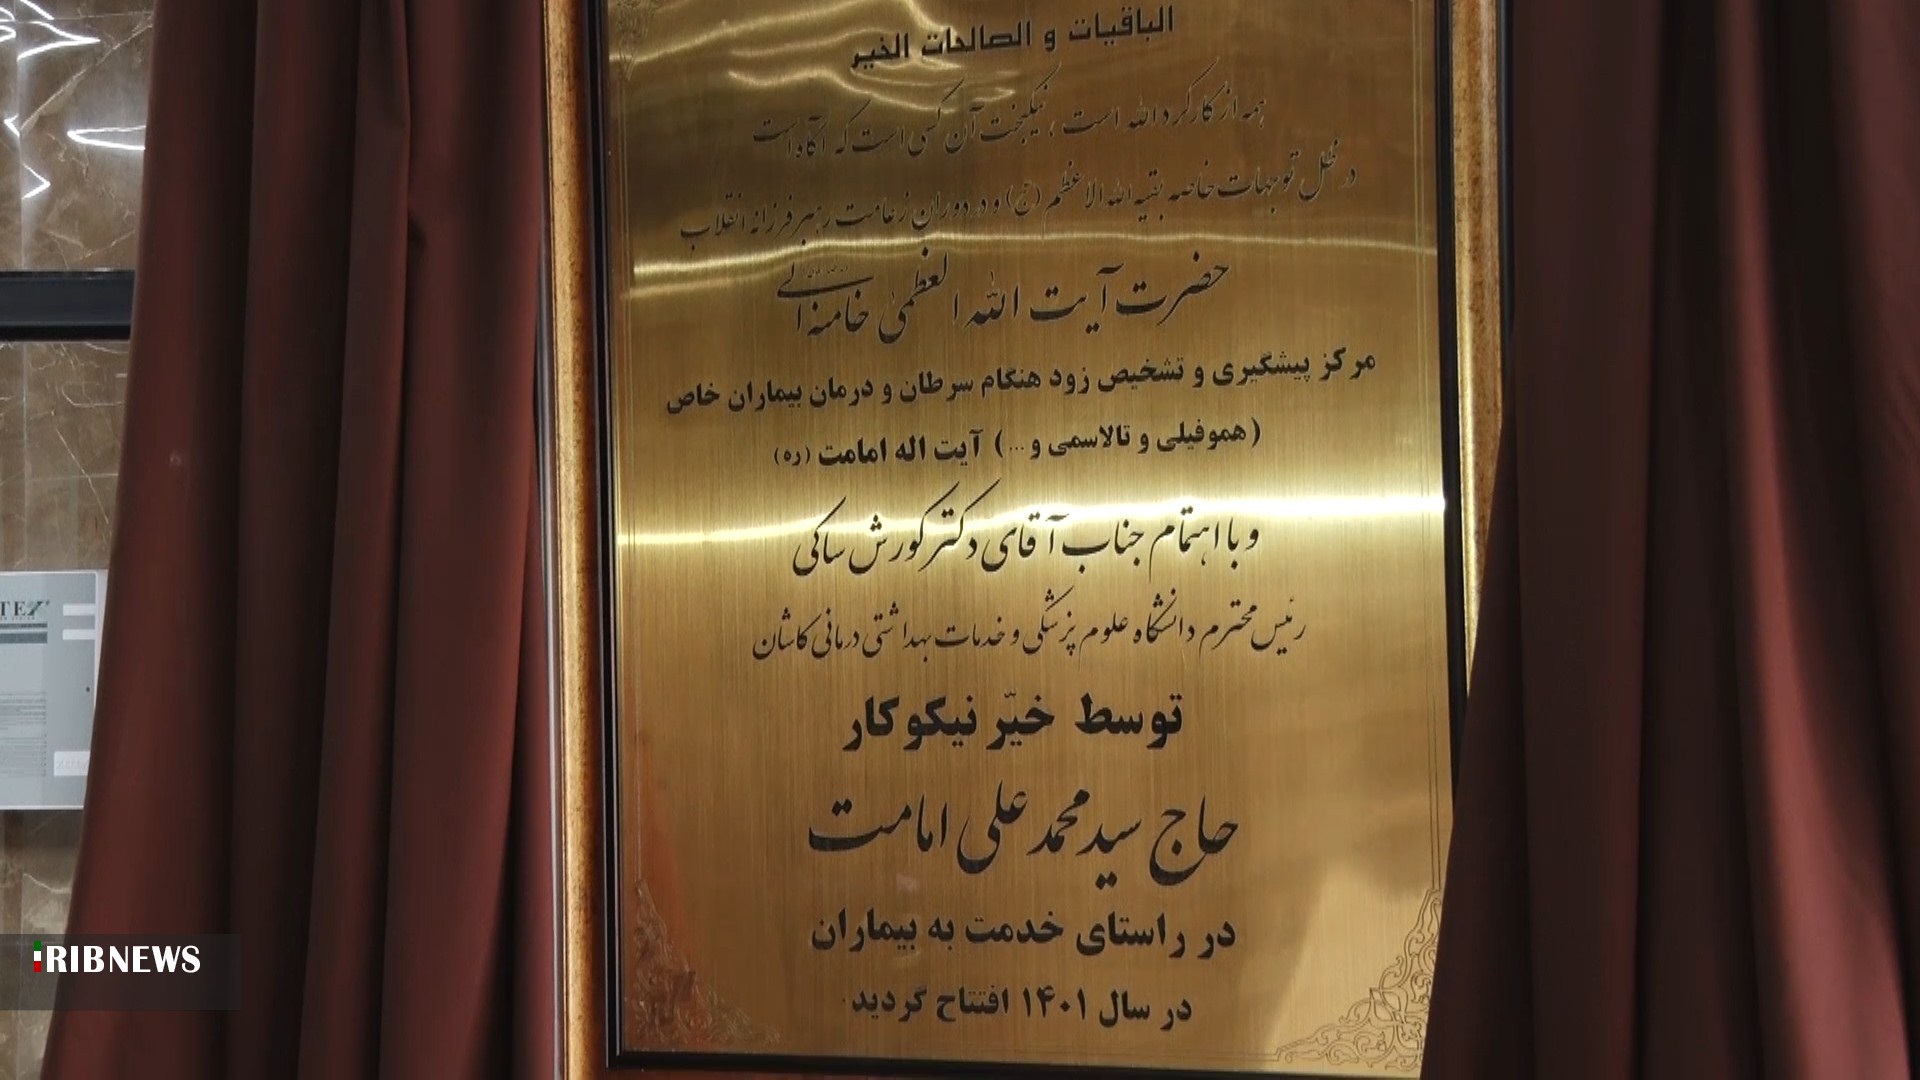 الباقیات و الصالحات الخیر
همه از کارکرد الله است، نیکبخت آن کسی است که آگاه است
در ظل توجهات خاصه بقیه الله الاعظم (عج) و در دوران زعامت رهبر فرزانه انقلاب
حضرت آیت الله العظمی خامنه ای
مرکز پیشگیری و تشخیص زود هنگام سرطان و درمان بیماران خاص
(هموفیلی و تالاسمی و...) آیت اله امامت (ره)
و با اهتمام جناب آقای دکتر کورش ساکی
رئیس محترم دانشگاه علوم پزشکی و خدمات بهداشتی درمانی کاشان
توسط خیّر نیکوکار
حاج سید محمد علی امامت
در راستای خدمت به بیماران
در سال ۱۴۰۱ افتتاح گردید.
IRIBNEWS